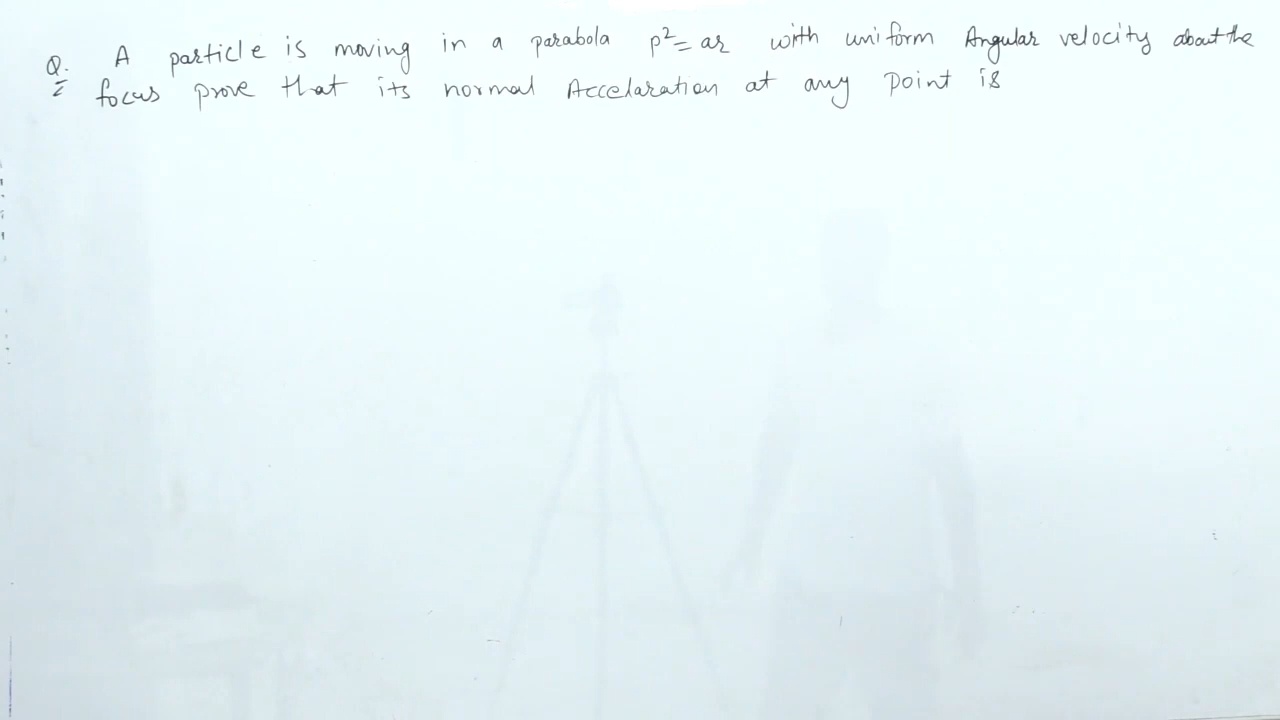 Q. A particle is moving in a parabola p²=ar with uniform Angular velocity about the
focus prove that its normal Accelaration at any point is